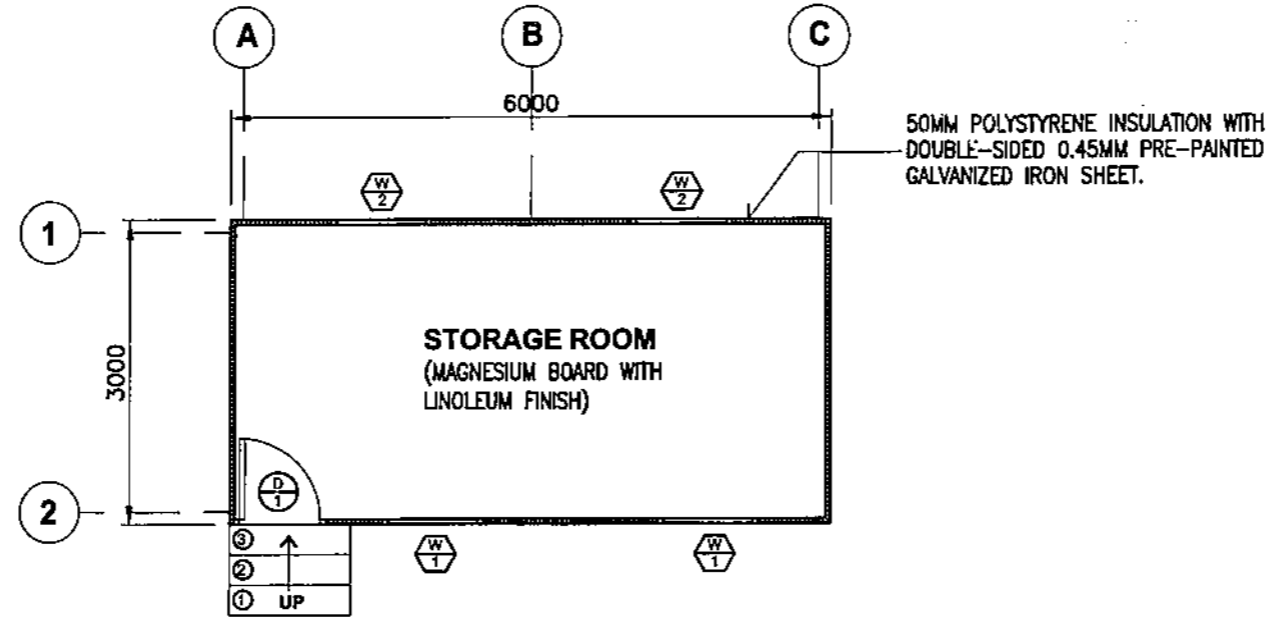 A
B
C
6000
50MM POLYSTYRENE INSULATION WITH
DOUBLE-SIDED 0.45MM PRE-PAINTED
GALVANIZED IRON SHEET.
W
2
W
2
1
3000
STORAGE ROOM
(MAGNESIUM BOARD WITH
LINOLEUM FINISH)
D
1
2
3
2
1 UP
W
1
W
1